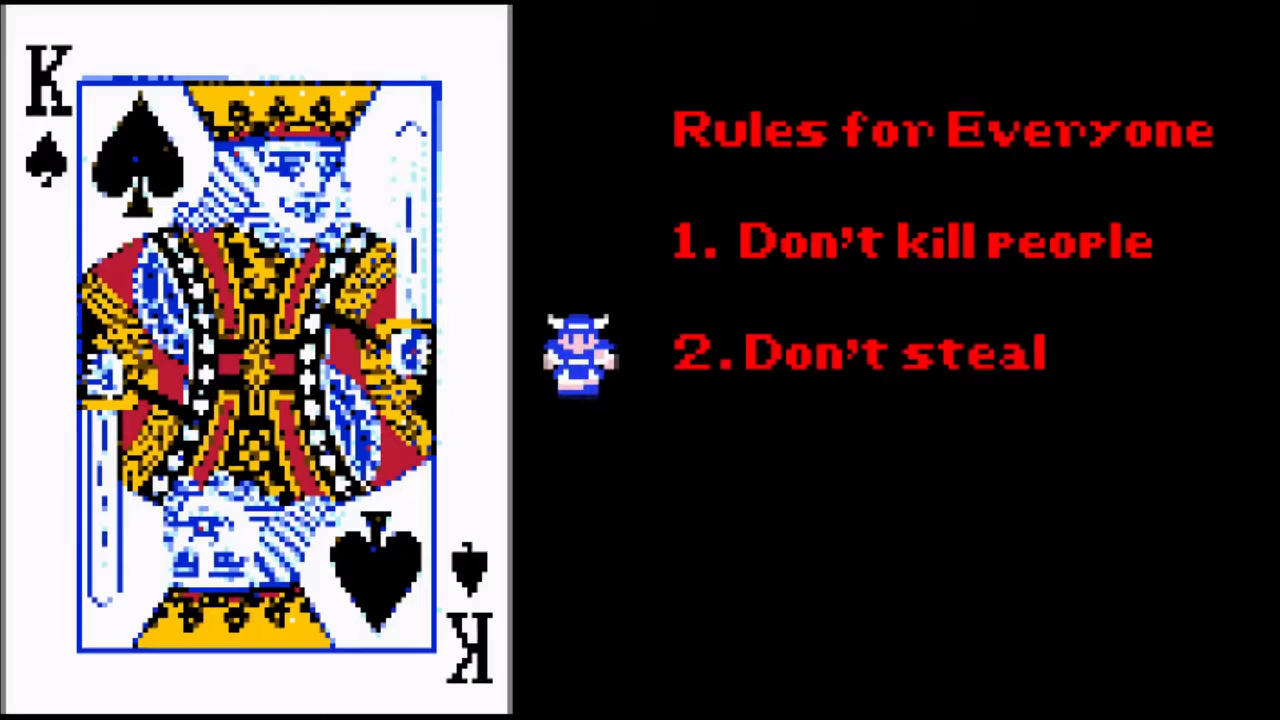 K
Rules for Everyone
1. Don't kill people
2. Don't steal
K